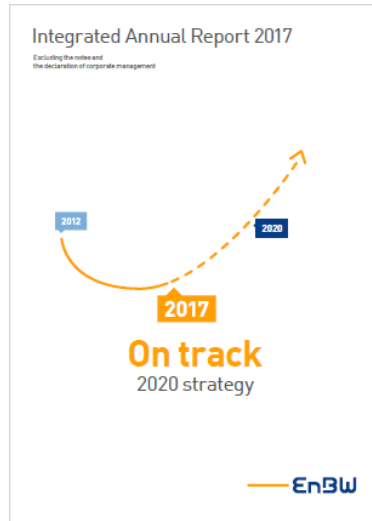 Integrated Annual Report 2017
Excluding the notes and
the declaration of corporate management
2012
2020
2017
On track
2020 strategy
EnBW